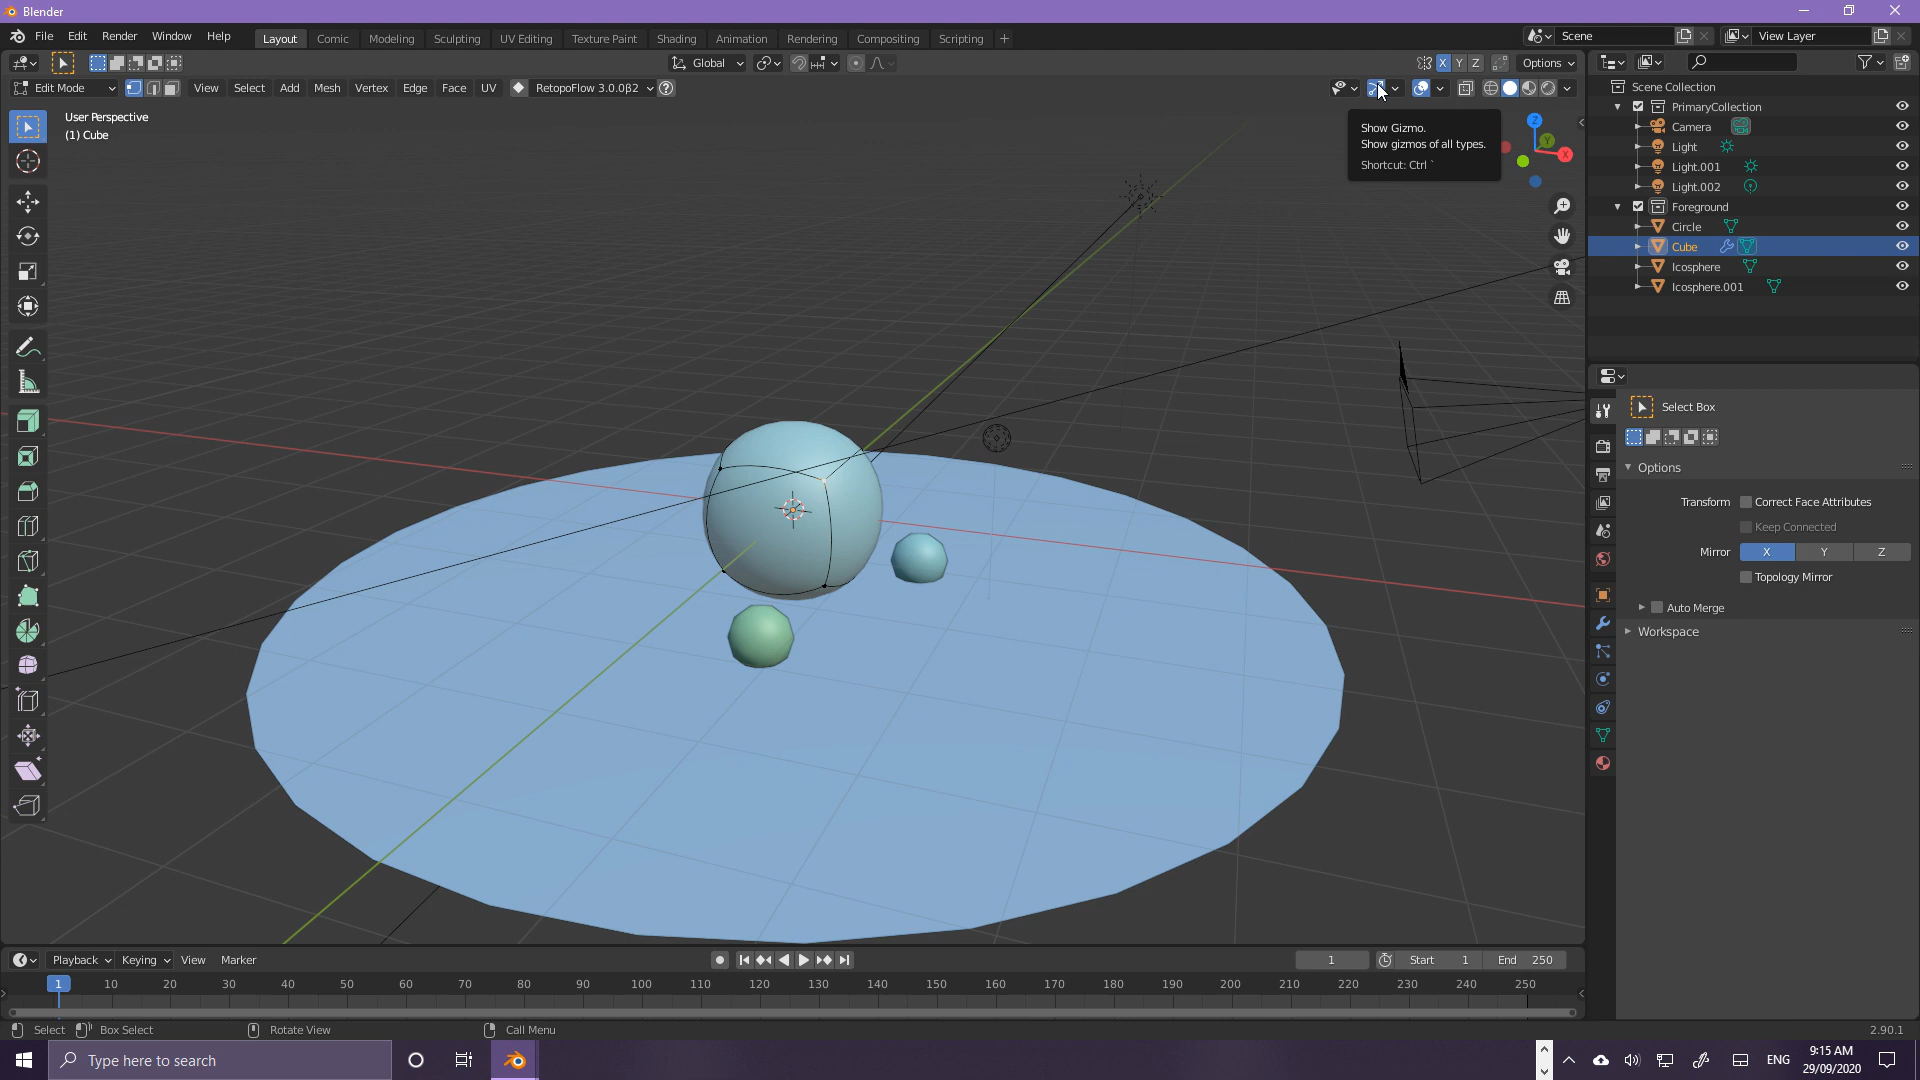 Blender
File Edit Render Window Help Layout Comic Modeling Sculpting UV Editing Texture Paint Shading Animation Rendering Compositing Scripting + Scene View Layer
Global X Y Z Options
Edit Mode View Select Add Mesh Vertex Edge Face UV RetopoFlow 3.0.0β2
User Perspective
(1) Cube
Show Gizmo.
Show gizmos of all types.
Shortcut: Ctrl `
Z
Y
X
Scene Collection
PrimaryCollection
Camera
Light
Light.001
Light.002
Foreground
Circle
Cube
Icosphere
Icosphere.001
Select Box
Options
Transform Correct Face Attributes
Keep Connected
Mirror X Y Z
Topology Mirror
Auto Merge
Workspace
Playback Keying View Marker 1 Start 1 End 250
1 10 20 30 40 50 60 70 80 90 100 110 120 130 140 150 160 170 180 190 200 210 220 230 240 250
Select Box Select Rotate View Call Menu 2.90.1
Type here to search ENG 9:15 AM
29/09/2020